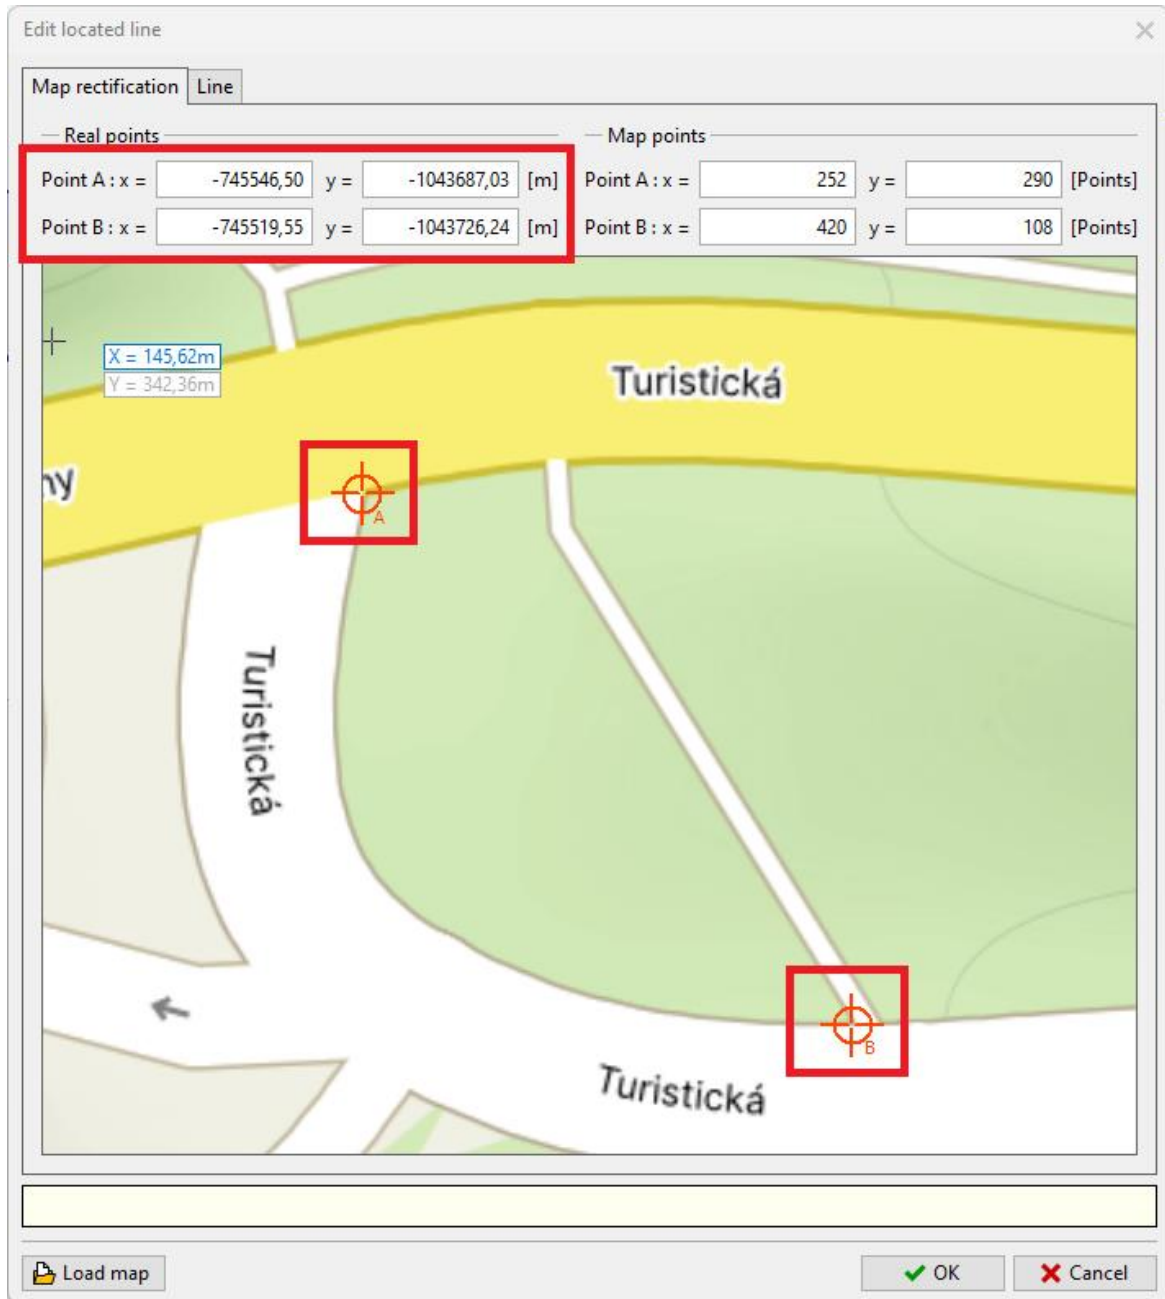 Edit located line
Map rectification Line
Real points Map points
Point A : x = -745546,50 y = -1043687,03 [m] Point A : x = 252 y = 290 [Points]
Point B : x = -745519,55 y = -1043726,24 [m] Point B : x = 420 y = 108 [Points]
X = 145,62m
Y = 342,36m
Turistická
ny
A
Turistická
B
Turistická
Load map OK Cancel